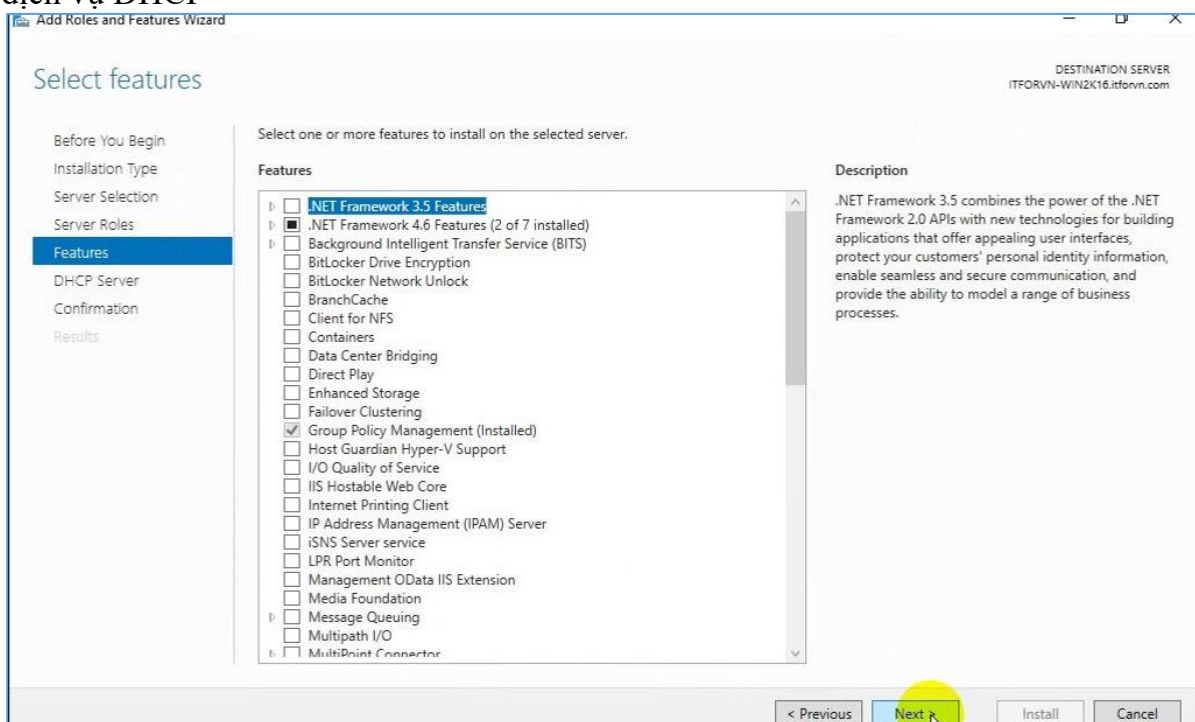 dịch vụ DHCP
Add Roles and Features Wizard
Select features
DESTINATION SERVER
ITFORVN-WIN2K16.itforvn.com
Before You Begin
Installation Type
Server Selection
Server Roles
Features
DHCP Server
Confirmation
Results
Select one or more features to install on the selected server.
Features
.NET Framework 3.5 Features
.NET Framework 4.6 Features (2 of 7 installed)
Background Intelligent Transfer Service (BITS)
BitLocker Drive Encryption
BitLocker Network Unlock
BranchCache
Client for NFS
Containers
Data Center Bridging
Direct Play
Enhanced Storage
Failover Clustering
Group Policy Management (Installed)
Host Guardian Hyper-V Support
I/O Quality of Service
IIS Hostable Web Core
Internet Printing Client
IP Address Management (IPAM) Server
iSNS Server service
LPR Port Monitor
Management OData IIS Extension
Media Foundation
Message Queuing
Multipath I/O
MultiPoint Connector
Description
.NET Framework 3.5 combines the power of the .NET
Framework 2.0 APIs with new technologies for building
applications that offer appealing user interfaces,
protect your customers' personal identity information,
enable seamless and secure communication, and
provide the ability to model a range of business
processes.
< Previous
Next >
Install
Cancel